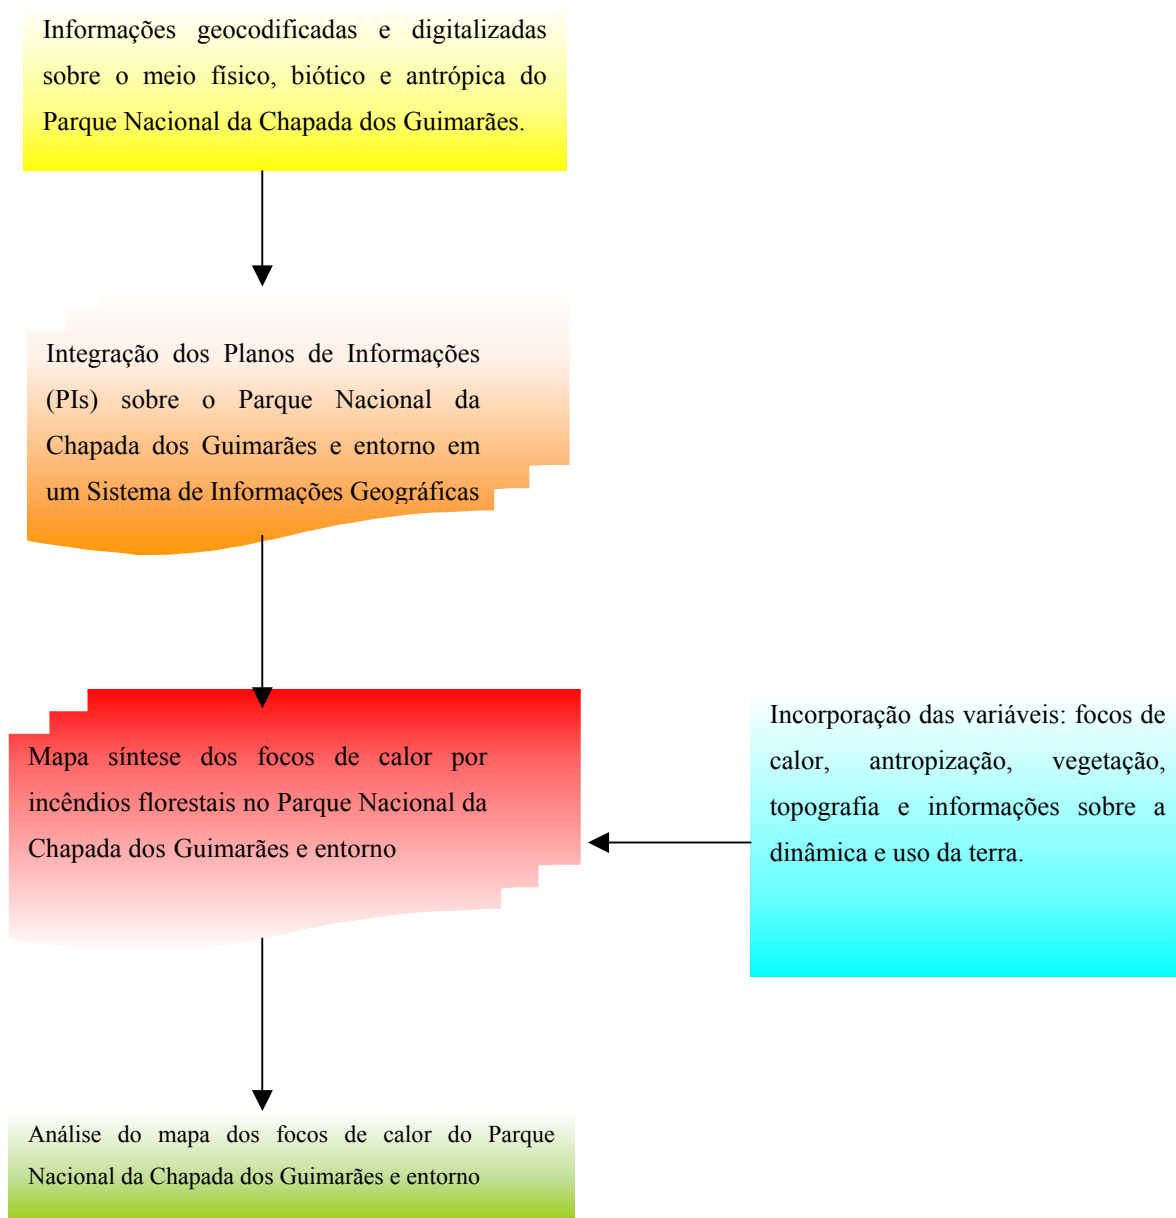 Informações geocodificadas e digitalizadas
sobre o meio físico, biótico e antrópica do
Parque Nacional da Chapada dos Guimarães.
Integração dos Planos de Informações
(PIs) sobre o Parque Nacional da
Chapada dos Guimarães e entorno em
um Sistema de Informações Geográficas
Mapa síntese dos focos de calor por
incêndios florestais no Parque Nacional da
Chapada dos Guimarães e entorno
Incorporação das variáveis: focos de
calor, antropização, vegetação,
topografia e informações sobre a
dinâmica e uso da terra.
Análise do mapa dos focos de calor do Parque
Nacional da Chapada dos Guimarães e entorno